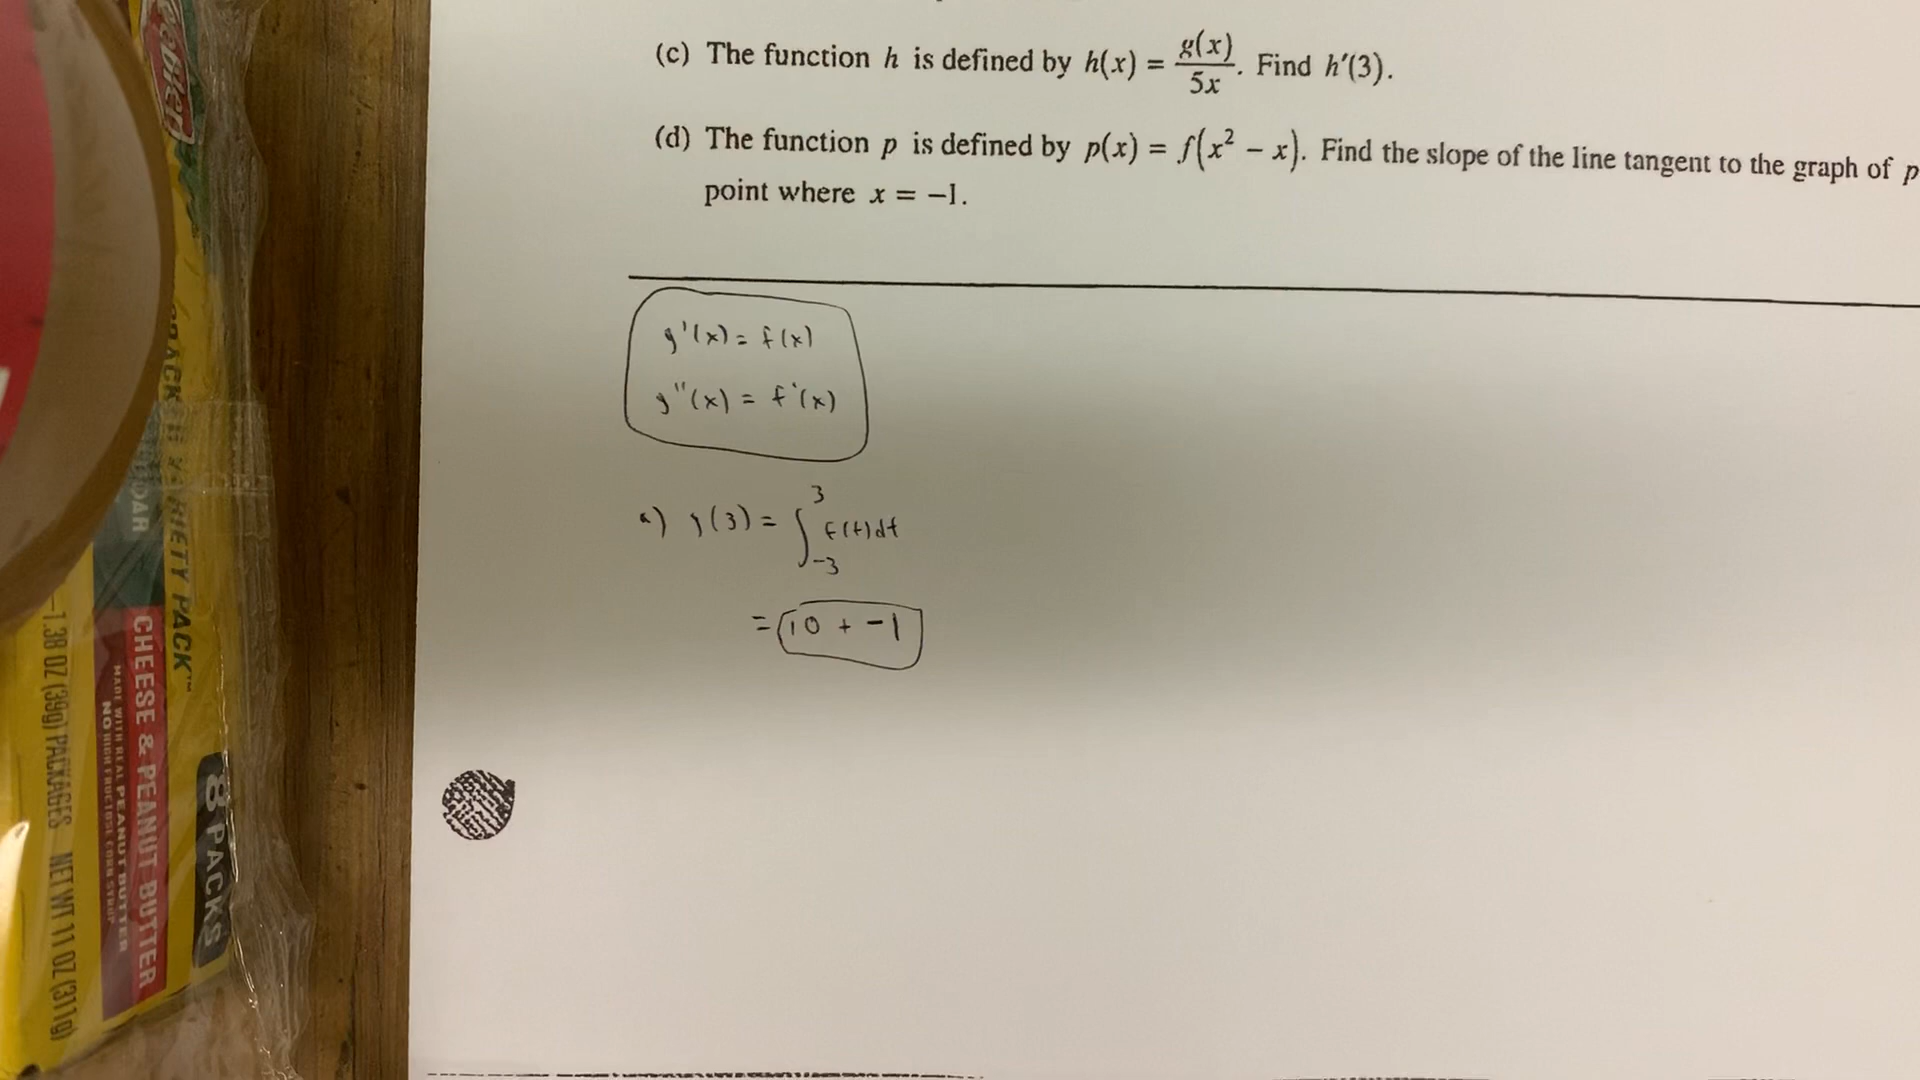 (c) The function h is defined by h(x) = g(x)/5x. Find h′(3).
(d) The function p is defined by p(x) = f(x² − x). Find the slope of the line tangent to the graph of p
point where x = −1.
g'(x) = f(x)
g''(x) = f'(x)
a) g(3) = ∫₋₃³ f(t)dt
= 10 + -1
VARIETY PACK™
CHEESE & PEANUT BUTTER
MADE WITH REAL PEANUT BUTTER
NO HIGH FRUCTOSE CORN SYRUP
8 PACKS
1.38 OZ (39g) PACKAGES NET WT 11 OZ (311g)